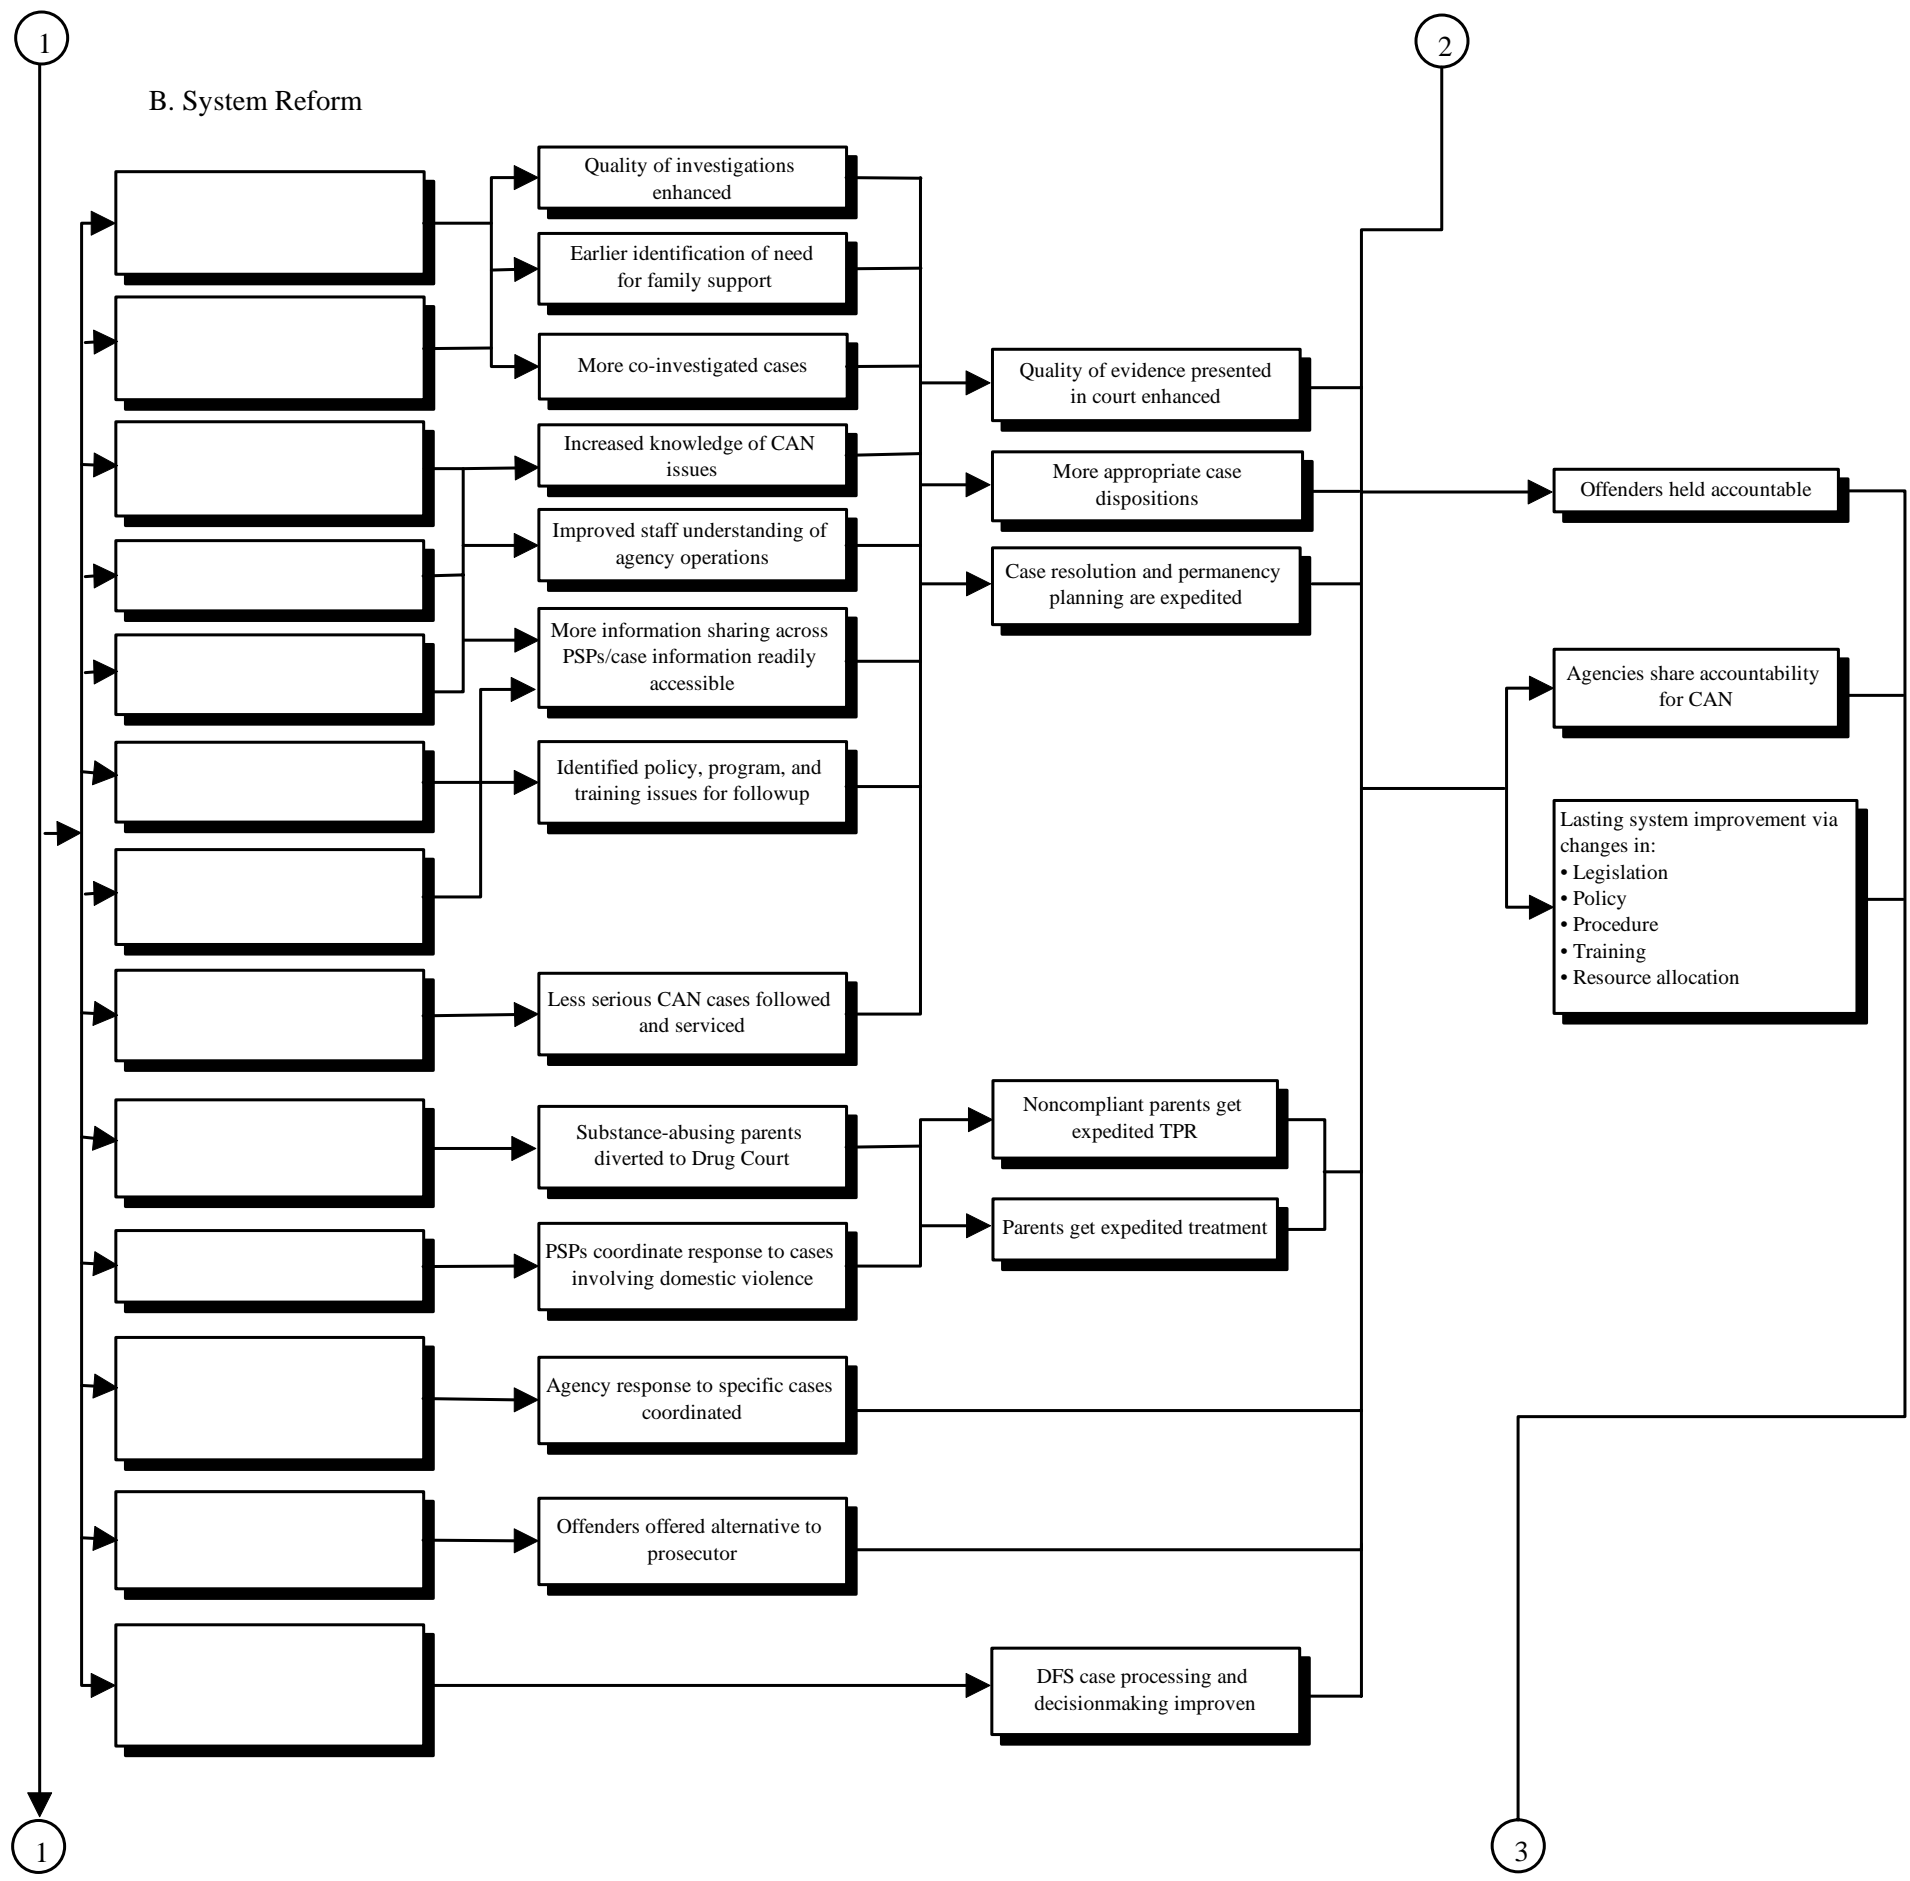 1
2
B. System Reform
Quality of investigations
enhanced
Earlier identification of need
for family support
More co-investigated cases
Increased knowledge of CAN
issues
Improved staff understanding of
agency operations
More information sharing across
PSPs/case information readily
accessible
Identified policy, program, and
training issues for followup
Less serious CAN cases followed
and serviced
Substance-abusing parents
diverted to Drug Court
PSPs coordinate response to cases
involving domestic violence
Agency response to specific cases
coordinated
Offenders offered alternative to
prosecutor
Quality of evidence presented
in court enhanced
More appropriate case
dispositions
Case resolution and permanency
planning are expedited
Noncompliant parents get
expedited TPR
Parents get expedited treatment
DFS case processing and
decisionmaking improven
Offenders held accountable
Agencies share accountability
for CAN
Lasting system improvement via
changes in:
• Legislation
• Policy
• Procedure
• Training
• Resource allocation
1
3